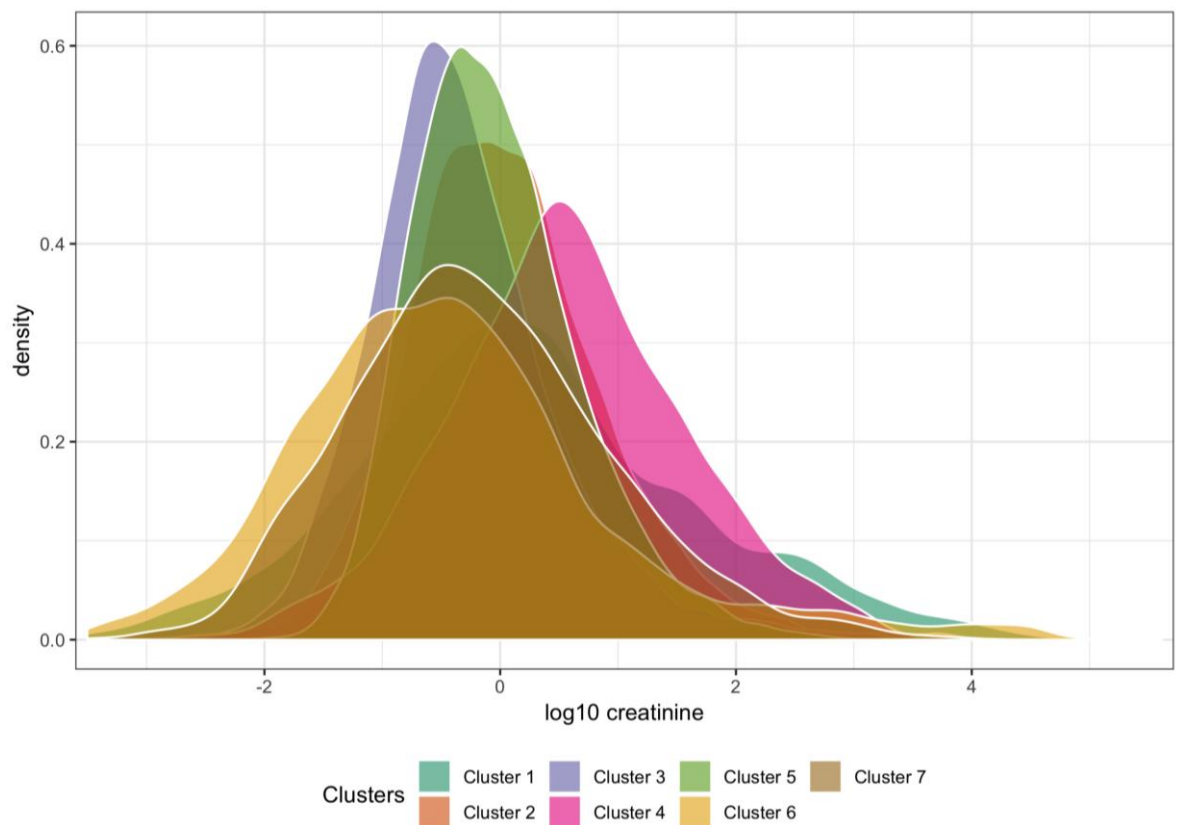 0.6
0.4
0.2
0.0
density
-2 0 2 4
log10 creatinine
Clusters
Cluster 1 Cluster 3 Cluster 5 Cluster 7
Cluster 2 Cluster 4 Cluster 6